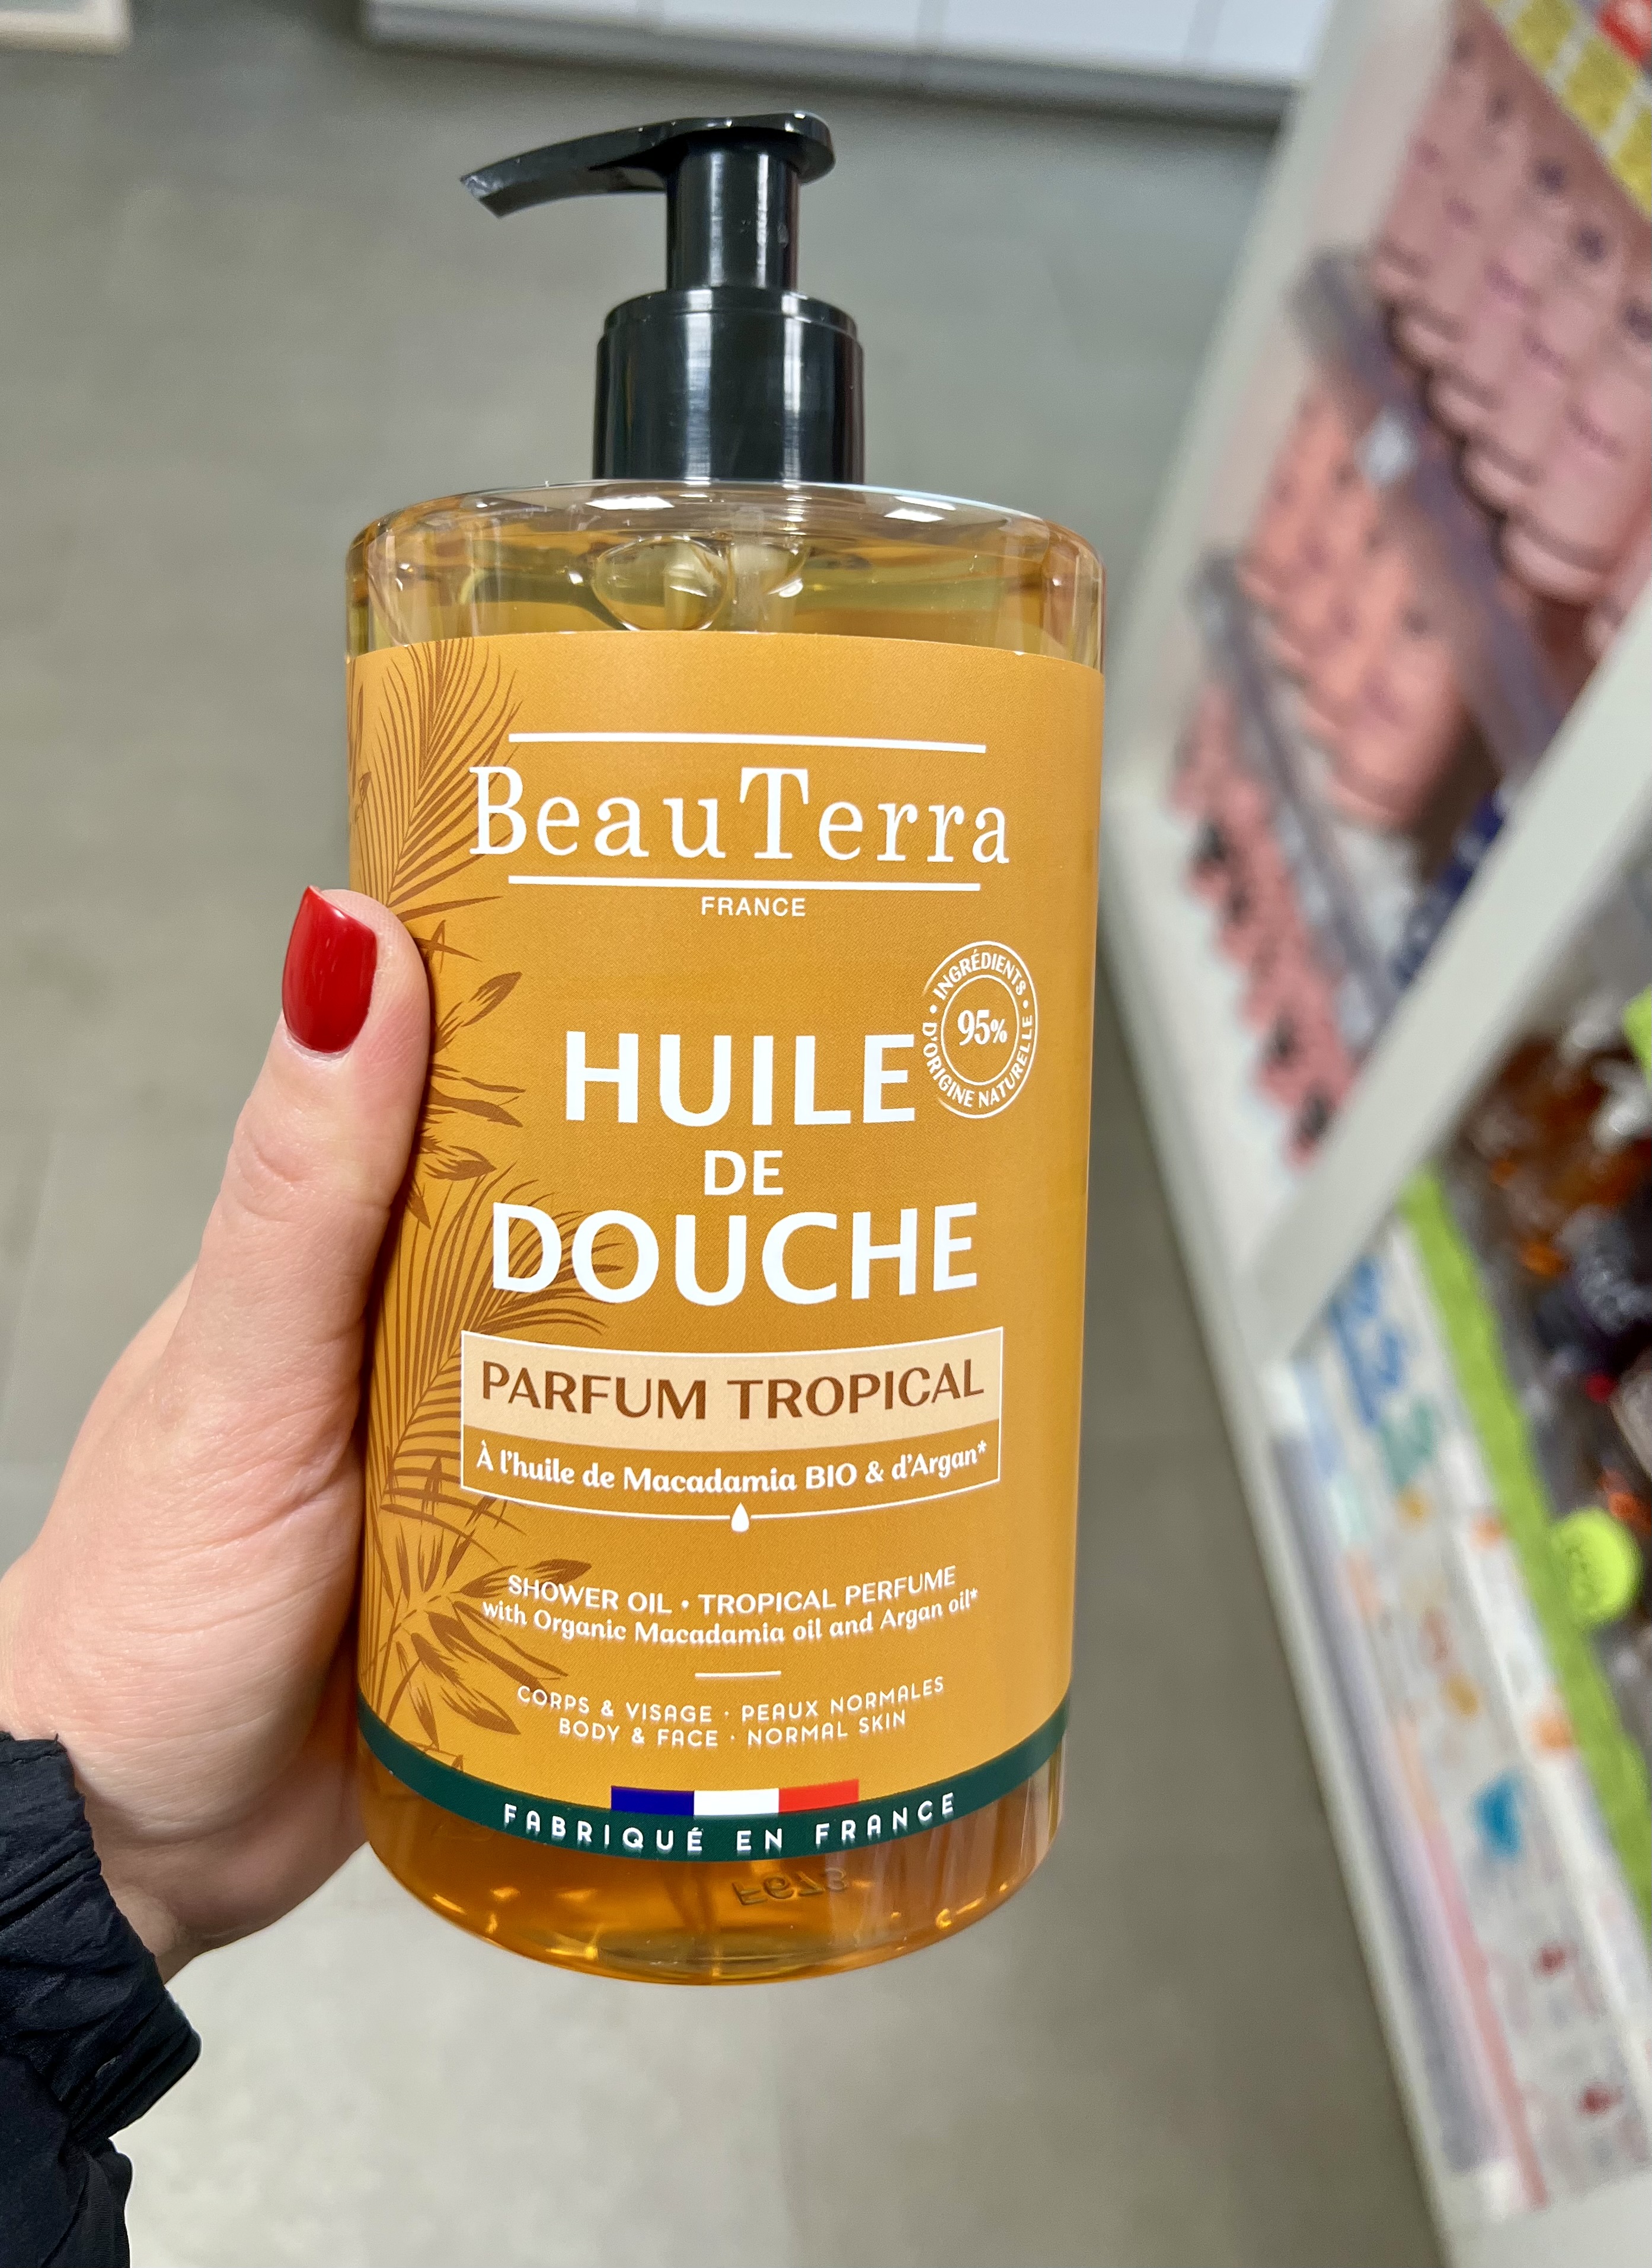 BeauTerra
FRANCE
INGRÉDIENTS
95%
D'ORIGINE NATURELLE
HUILE
DE
DOUCHE
PARFUM TROPICAL
À l'huile de Macadamia BIO & d'Argan*
SHOWER OIL • TROPICAL PERFUME
with Organic Macadamia oil and Argan oil*
CORPS & VISAGE · PEAUX NORMALES
BODY & FACE · NORMAL SKIN
FABRIQUÉ EN FRANCE